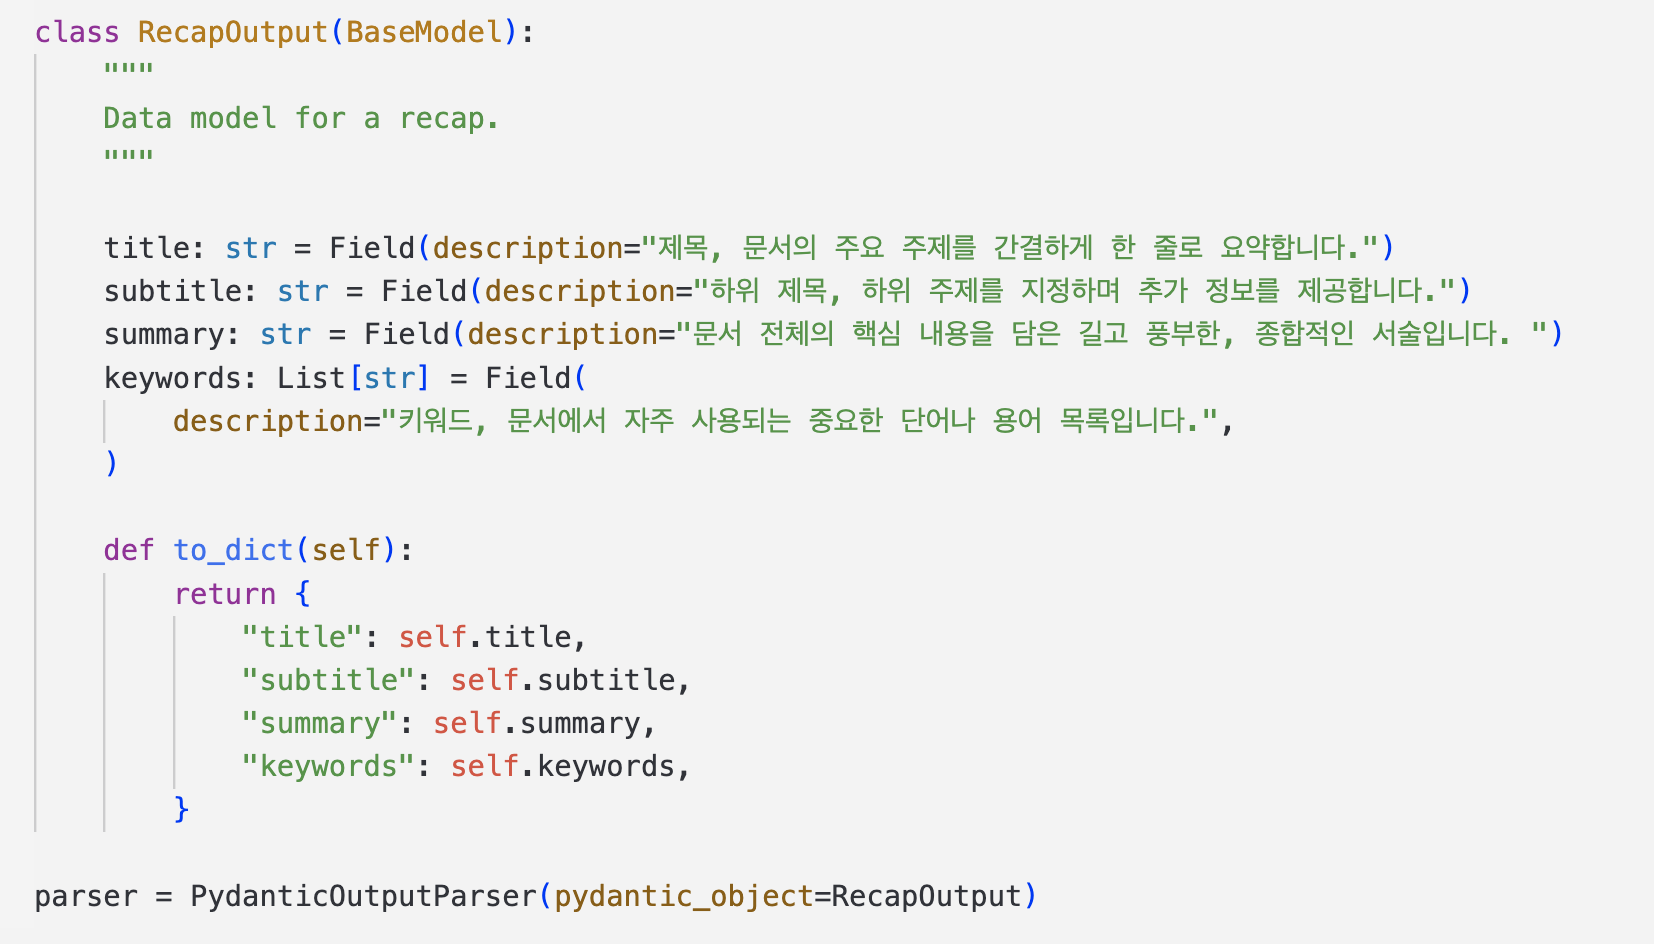 class RecapOutput(BaseModel):
    """
    Data model for a recap.
    """

    title: str = Field(description="제목, 문서의 주요 주제를 간결하게 한 줄로 요약합니다.")
    subtitle: str = Field(description="하위 제목, 하위 주제를 지정하며 추가 정보를 제공합니다.")
    summary: str = Field(description="문서 전체의 핵심 내용을 담은 길고 풍부한, 종합적인 서술입니다. ")
    keywords: List[str] = Field(
        description="키워드, 문서에서 자주 사용되는 중요한 단어나 용어 목록입니다.",
    )

    def to_dict(self):
        return {
            "title": self.title,
            "subtitle": self.subtitle,
            "summary": self.summary,
            "keywords": self.keywords,
        }

parser = PydanticOutputParser(pydantic_object=RecapOutput)